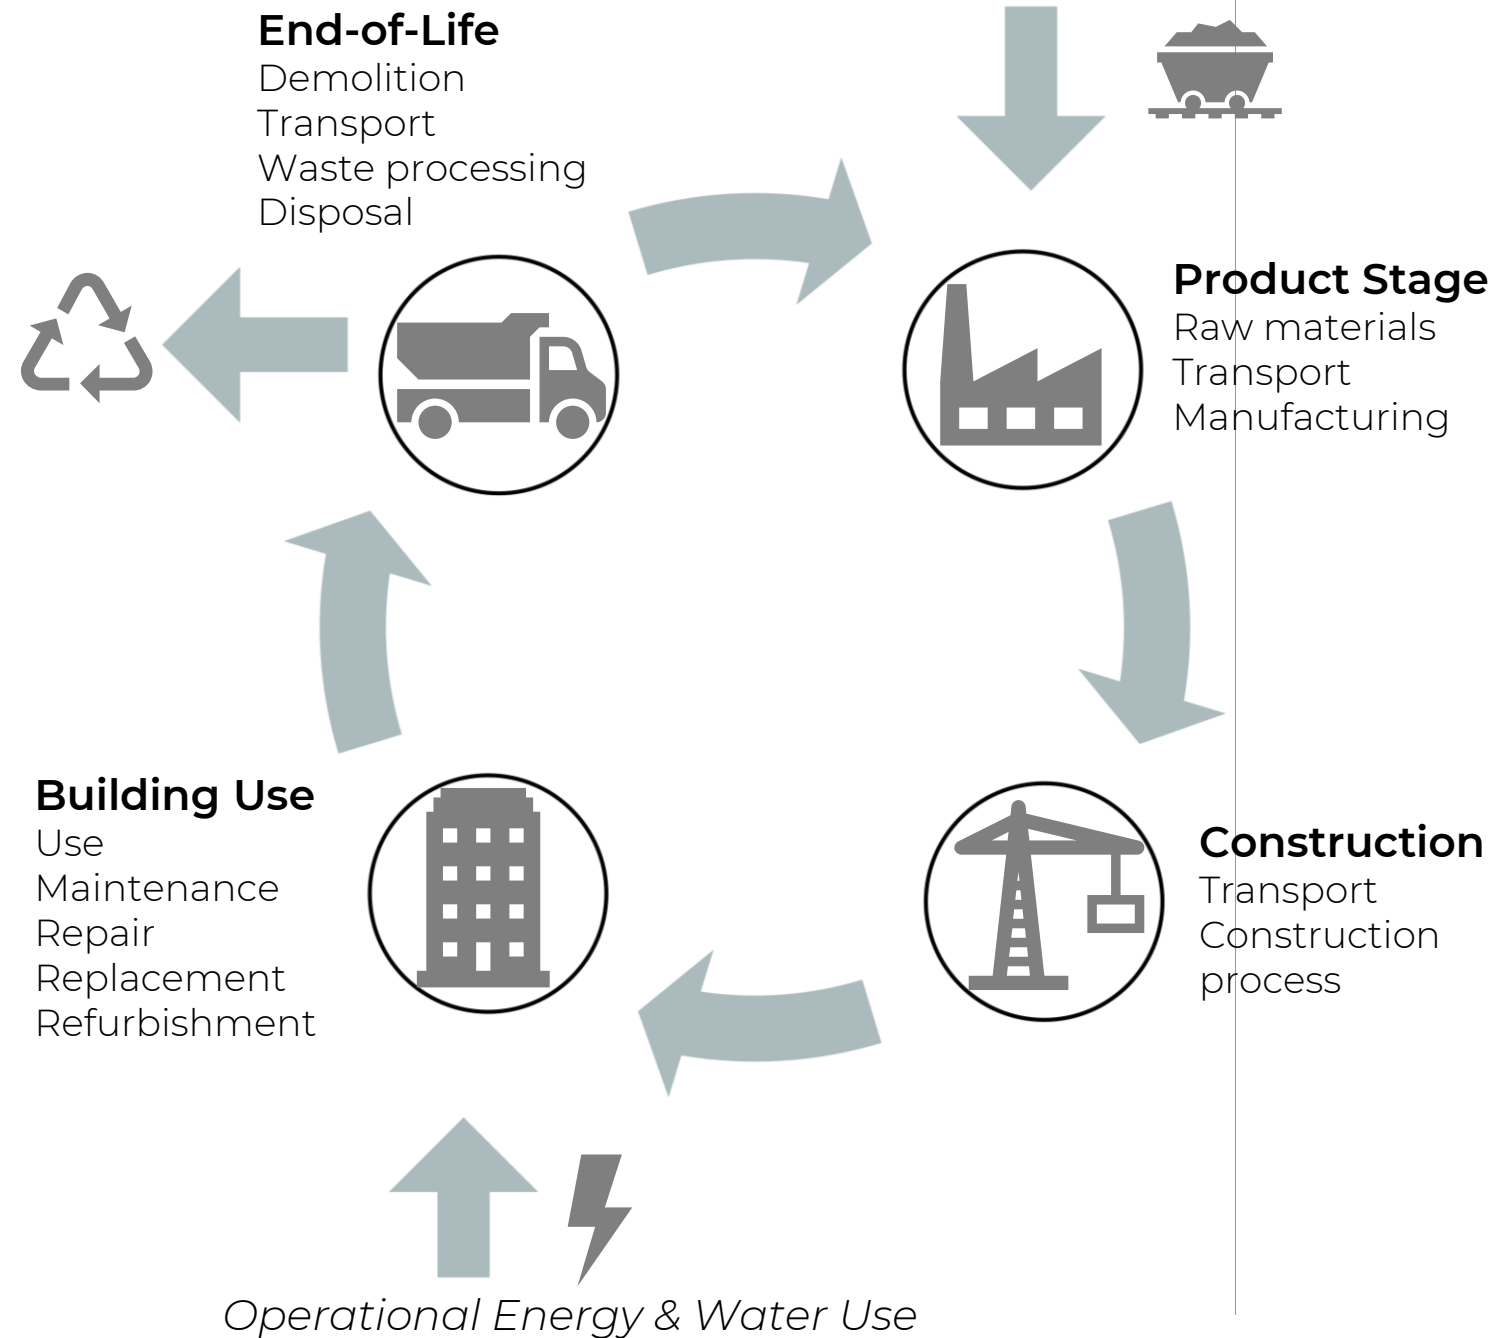 End-of-Life
Demolition
Transport
Waste processing
Disposal
Product Stage
Raw materials
Transport
Manufacturing
Building Use
Use
Maintenance
Repair
Replacement
Refurbishment
Construction
Transport
Construction
process
Operational Energy & Water Use